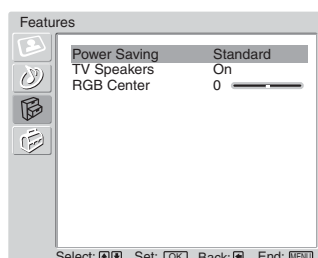 Features
Power Saving Standard
TV Speakers On
RGB Center 0
Select: Set: OK Back: End: MENU